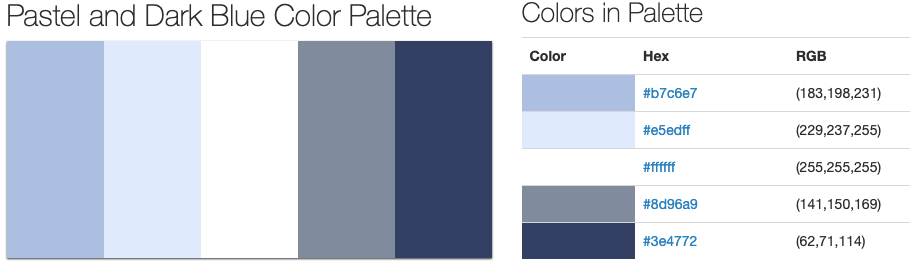 Pastel and Dark Blue Color Palette
Colors in Palette
Color Hex RGB
#b7c6e7 (183,198,231)
#e5edff (229,237,255)
#ffffff (255,255,255)
#8d96a9 (141,150,169)
#3e4772 (62,71,114)